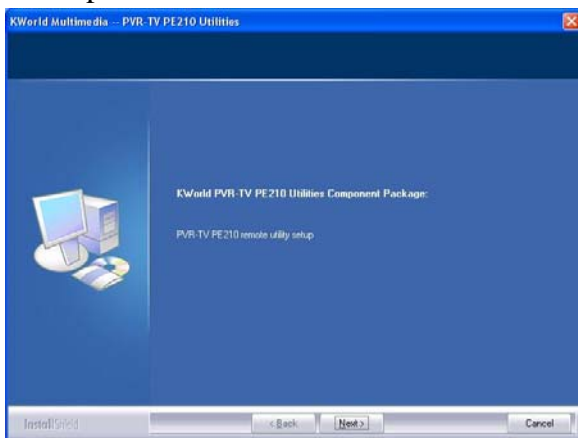 KWorld Multimedia -- PVR-TV PE210 Utilities
KWorld PVR-TV PE210 Utilities Component Package:
PVR-TV PE210 remote utility setup
InstallShield
< Back Next > Cancel